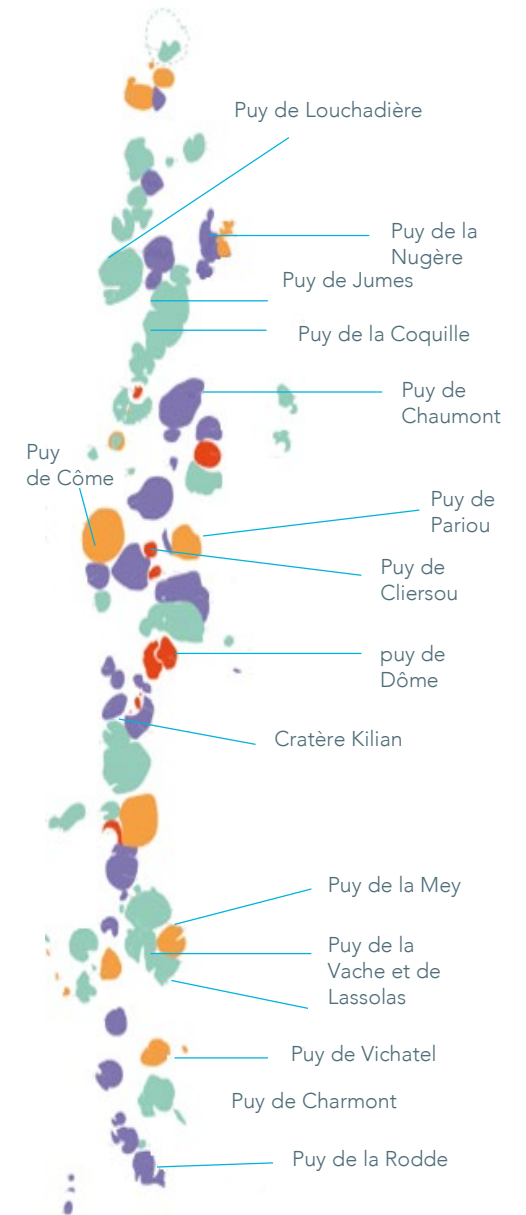 Puy de Louchadière
Puy de la
Nugère
Puy de Jumes
Puy de la Coquille
Puy de
Chaumont
Puy
de Côme
Puy de
Pariou
Puy de
Cliersou
puy de
Dôme
Cratère Kilian
Puy de la Mey
Puy de la
Vache et de
Lassolas
Puy de Vichatel
Puy de Charmont
Puy de la Rodde